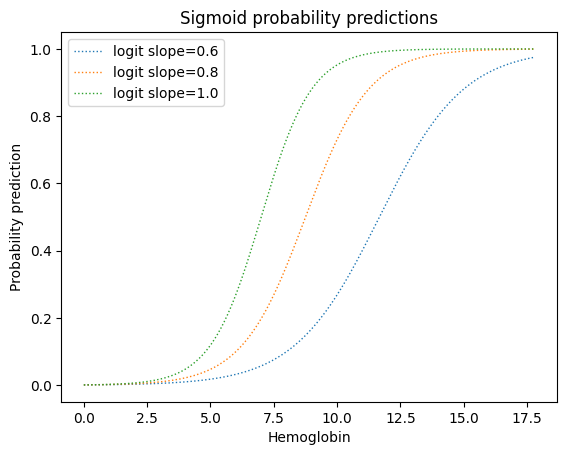 Sigmoid probability predictions
logit slope=0.6
logit slope=0.8
logit slope=1.0
Probability prediction
1.0
0.8
0.6
0.4
0.2
0.0
0.0 2.5 5.0 7.5 10.0 12.5 15.0 17.5
Hemoglobin